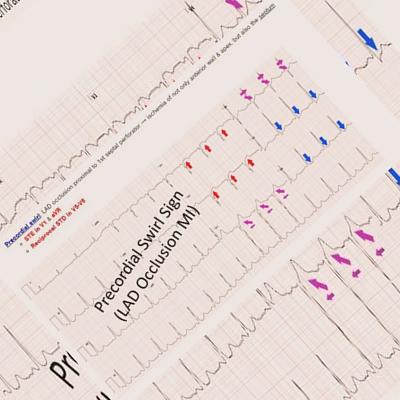 Precordial swirl: LAD occlusion proximal to 1st septal perforator — ischemia of not only anterior wall & apex, but also the septum
• STE in V1 & aVR
• Reciprocal STD in V5-V6
V1
Precordial Swirl Sign
(LAD Occlusion MI)